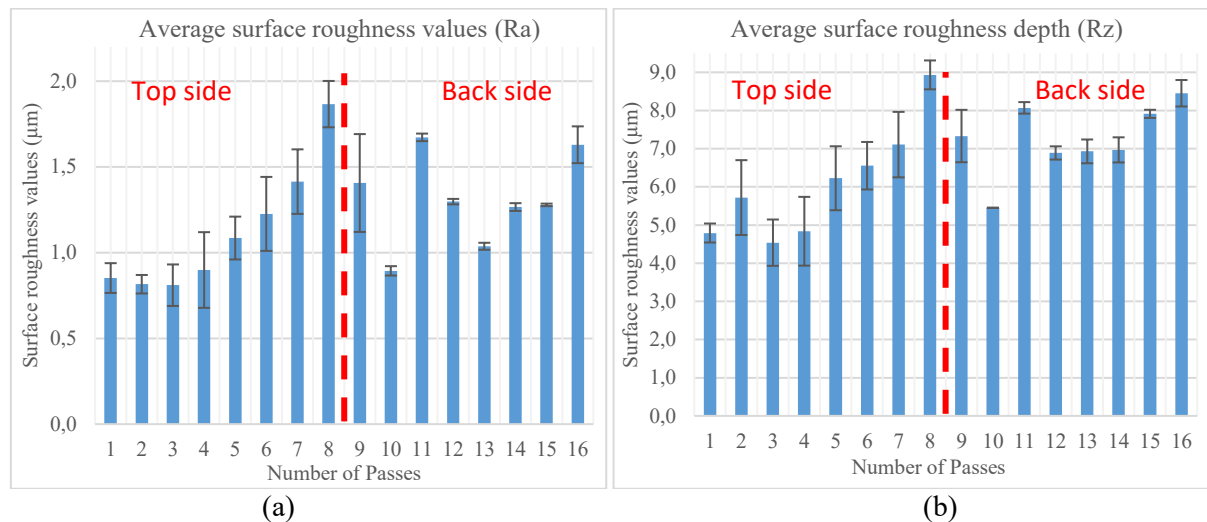 Average surface roughness values (Ra)
Surface roughness values (μm)
2,0
1,5
1,0
0,5
0,0
Top side
Back side
1 2 3 4 5 6 7 8 9 10 11 12 13 14 15 16
Number of Passes
(a)
Average surface roughness depth (Rz)
Surface roughness values (μm)
9,0
8,0
7,0
6,0
5,0
4,0
3,0
2,0
1,0
0,0
Top side
Back side
1 2 3 4 5 6 7 8 9 10 11 12 13 14 15 16
Number of Passes
(b)